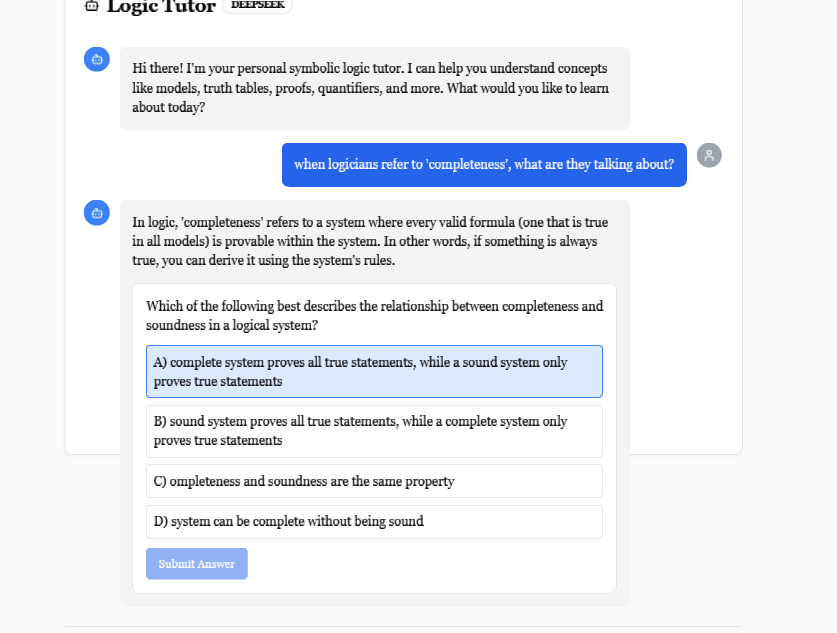 Logic Tutor DEEPSEEK
Hi there! I'm your personal symbolic logic tutor. I can help you understand concepts
like models, truth tables, proofs, quantifiers, and more. What would you like to learn
about today?
when logicians refer to 'completeness', what are they talking about?
In logic, 'completeness' refers to a system where every valid formula (one that is true
in all models) is provable within the system. In other words, if something is always
true, you can derive it using the system's rules.
Which of the following best describes the relationship between completeness and
soundness in a logical system?
A) complete system proves all true statements, while a sound system only
proves true statements
B) sound system proves all true statements, while a complete system only
proves true statements
C) ompleteness and soundness are the same property
D) system can be complete without being sound
Submit Answer